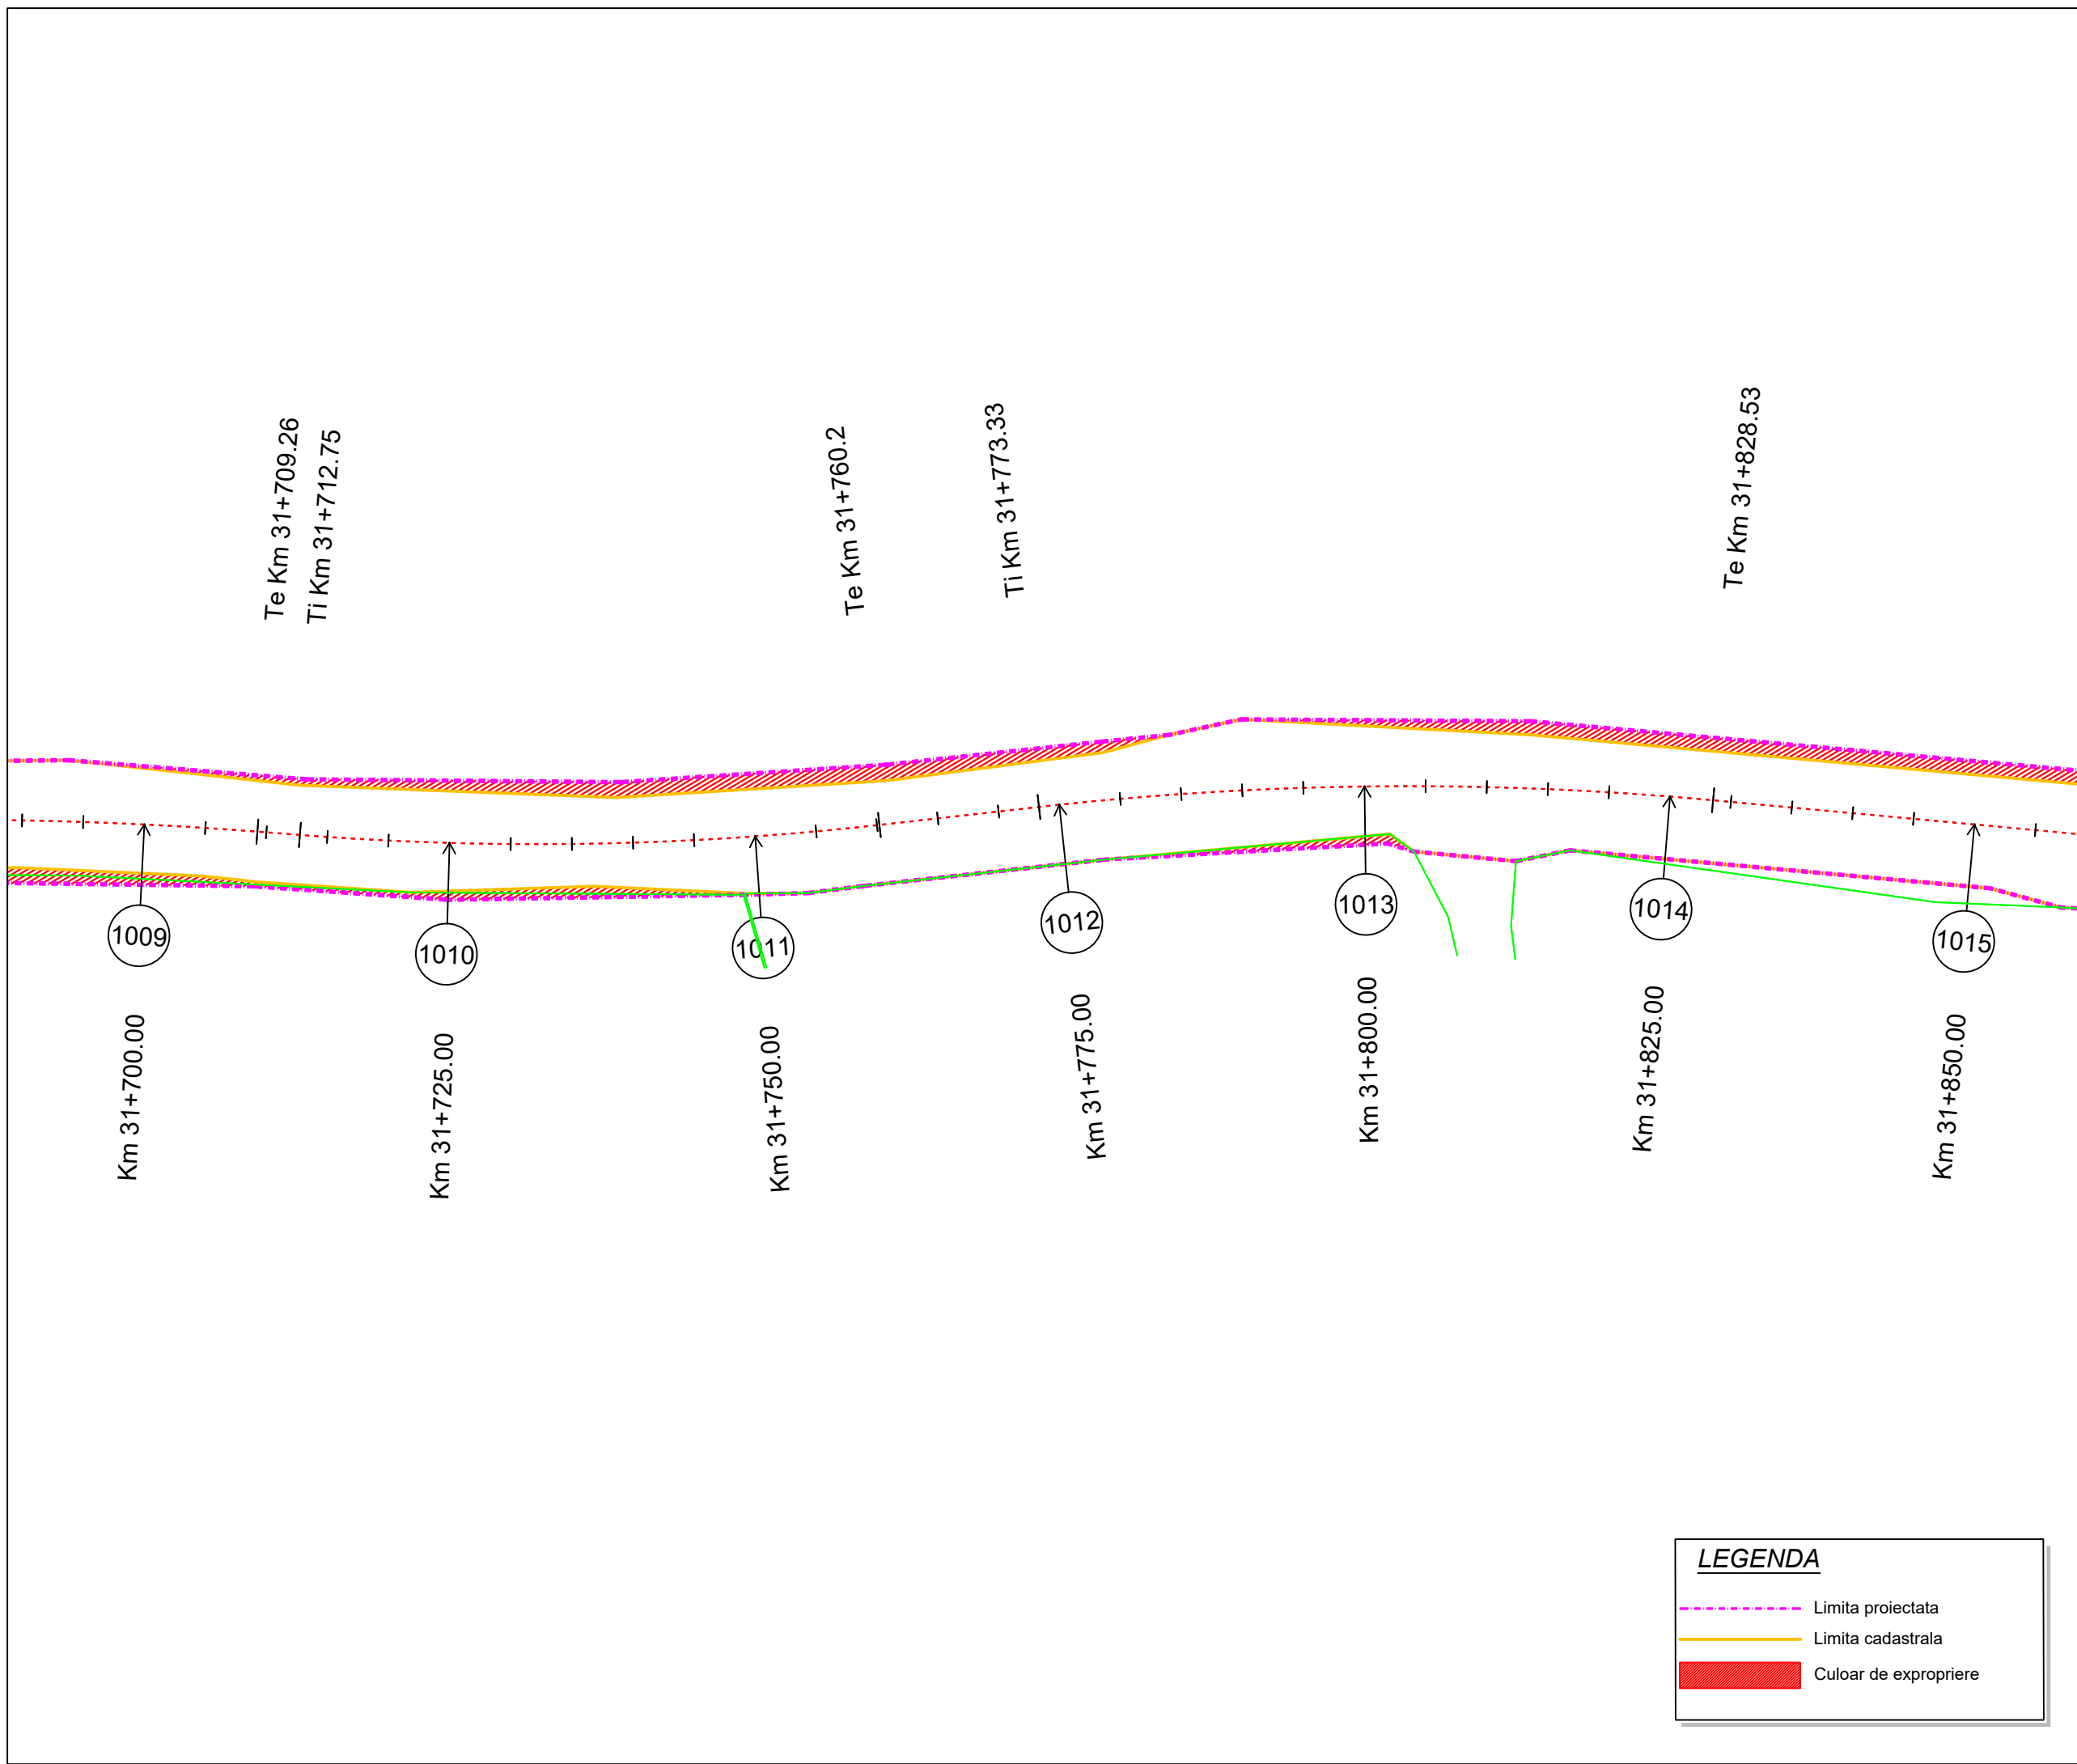 Te Km 31+709.26
Ti Km 31+712.75
Te Km 31+760.2
Ti Km 31+773.33
Te Km 31+828.53
1009
1010
1011
1012
1013
1014
1015
Km 31+700.00
Km 31+725.00
Km 31+750.00
Km 31+775.00
Km 31+800.00
Km 31+825.00
Km 31+850.00
LEGENDA
Limita proiectata
Limita cadastrala
Culoar de expropriere